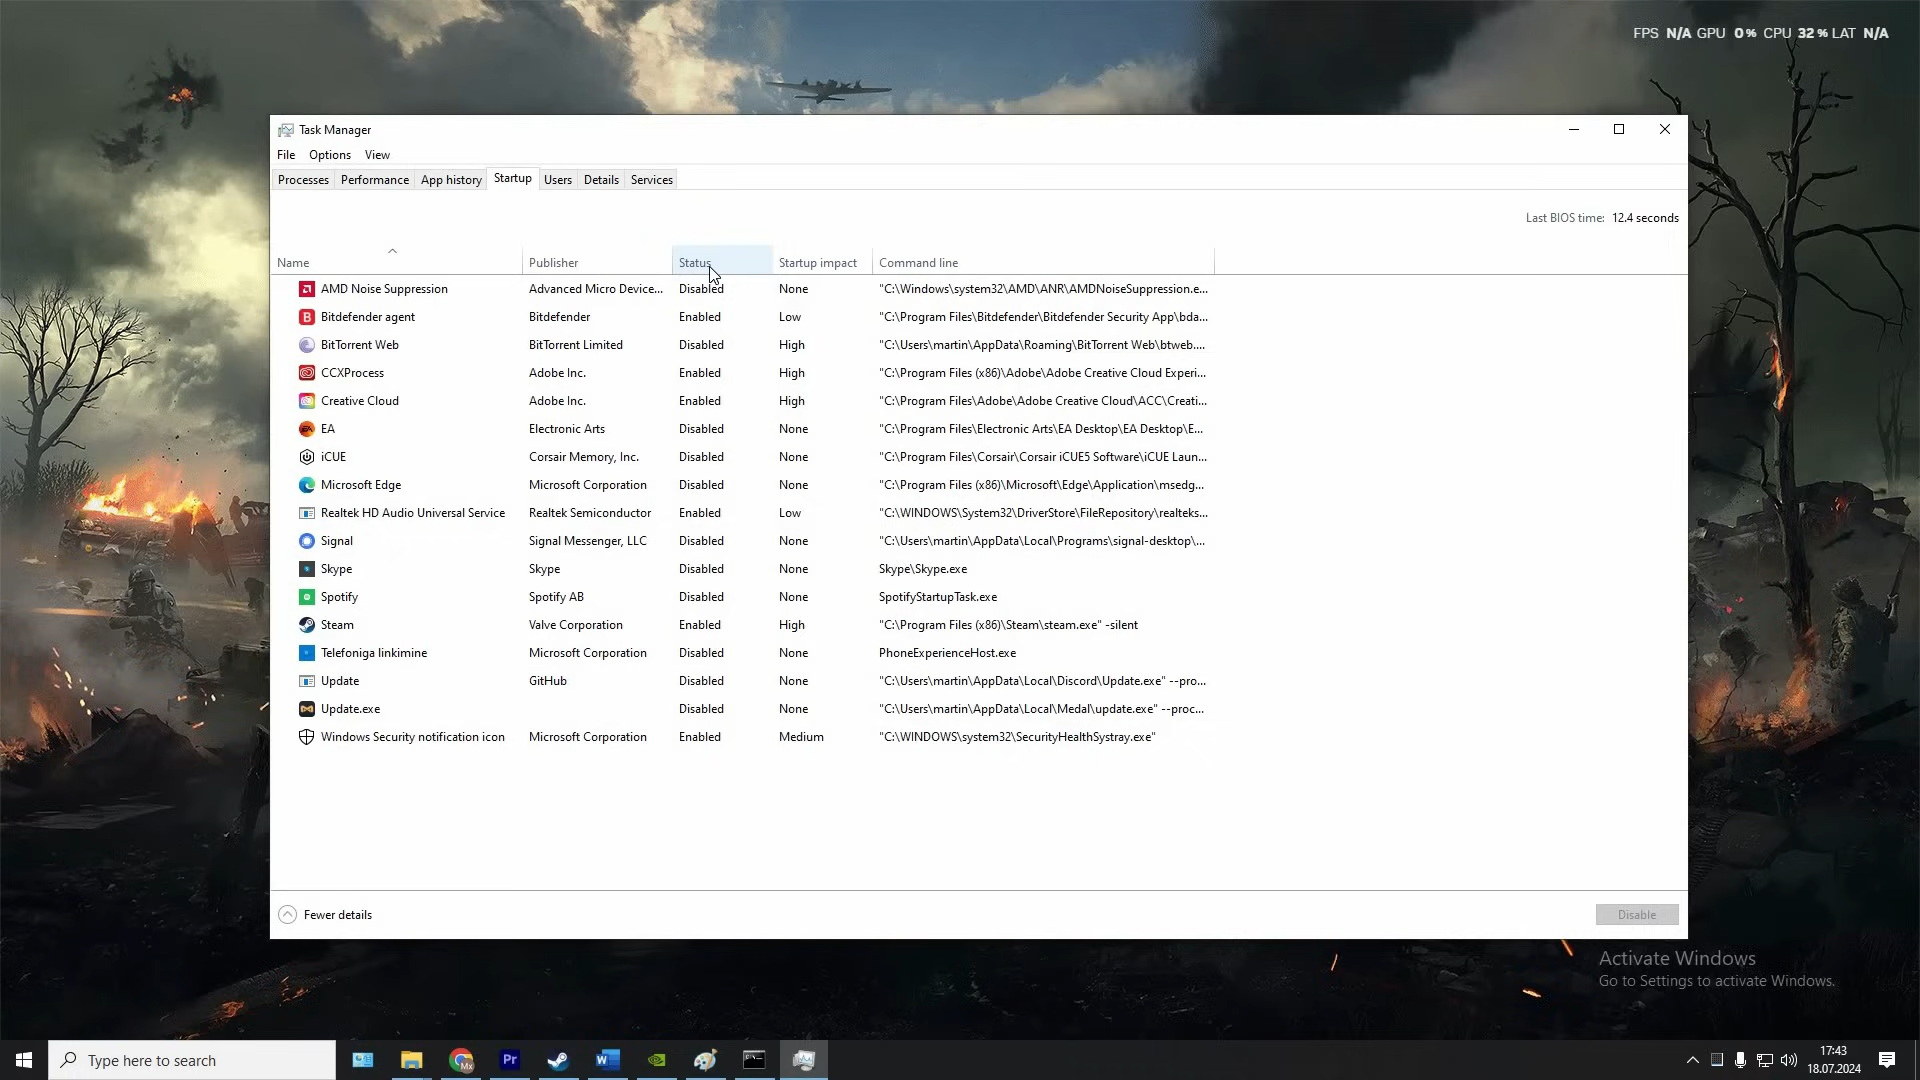 FPS N/A GPU 0% CPU 32% LAT N/A
Task Manager
File Options View
Processes Performance App history Startup Users Details Services
Last BIOS time: 12.4 seconds
Name Publisher Status Startup impact Command line
AMD Noise Suppression Advanced Micro Device... Disabled None "C:\Windows\system32\AMD\ANR\AMDNoiseSuppression.e...
Bitdefender agent Bitdefender Enabled Low "C:\Program Files\Bitdefender\Bitdefender Security App\bda...
BitTorrent Web BitTorrent Limited Disabled High "C:\Users\martin\AppData\Roaming\BitTorrent Web\btweb....
CCXProcess Adobe Inc. Enabled High "C:\Program Files (x86)\Adobe\Adobe Creative Cloud Experi...
Creative Cloud Adobe Inc. Enabled High "C:\Program Files\Adobe\Adobe Creative Cloud\ACC\Creati...
EA Electronic Arts Disabled None "C:\Program Files\Electronic Arts\EA Desktop\EA Desktop\E...
iCUE Corsair Memory, Inc. Disabled None "C:\Program Files\Corsair\Corsair iCUE5 Software\iCUE Laun...
Microsoft Edge Microsoft Corporation Disabled None "C:\Program Files (x86)\Microsoft\Edge\Application\msedg...
Realtek HD Audio Universal Service Realtek Semiconductor Enabled Low "C:\WINDOWS\System32\DriverStore\FileRepository\realteks...
Signal Signal Messenger, LLC Disabled None "C:\Users\martin\AppData\Local\Programs\signal-desktop\...
Skype Skype Disabled None Skype\Skype.exe
Spotify Spotify AB Disabled None SpotifyStartupTask.exe
Steam Valve Corporation Enabled High "C:\Program Files (x86)\Steam\steam.exe" -silent
Telefoniga linkimine Microsoft Corporation Disabled None PhoneExperienceHost.exe
Update GitHub Disabled None "C:\Users\martin\AppData\Local\Discord\Update.exe" --pro...
Update.exe Disabled None "C:\Users\martin\AppData\Local\Medal\update.exe" --proc...
Windows Security notification icon Microsoft Corporation Enabled Medium "C:\WINDOWS\system32\SecurityHealthSystray.exe"
Fewer details Disable
Activate Windows
Go to Settings to activate Windows.
Type here to search
17:43
18.07.2024